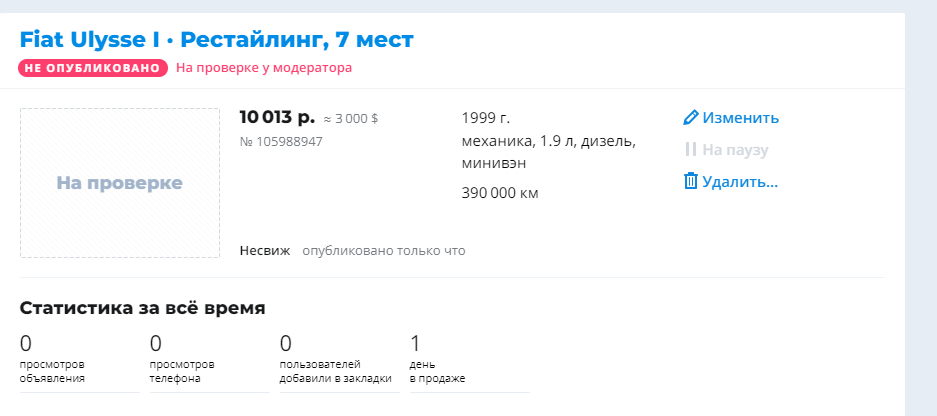 Fiat Ulysse I · Рестайлинг, 7 мест
НЕ ОПУБЛИКОВАНО На проверке у модератора
На проверке
10 013 р. ≈ 3 000 $
№ 105988947
Несвиж опубликовано только что
1999 г.
механика, 1.9 л, дизель,
минивэн
390 000 км
Изменить
На паузу
Удалить...
Статистика за всё время
0
просмотров
объявления
0
просмотров
телефона
0
пользователей
добавили в закладки
1
день
в продаже